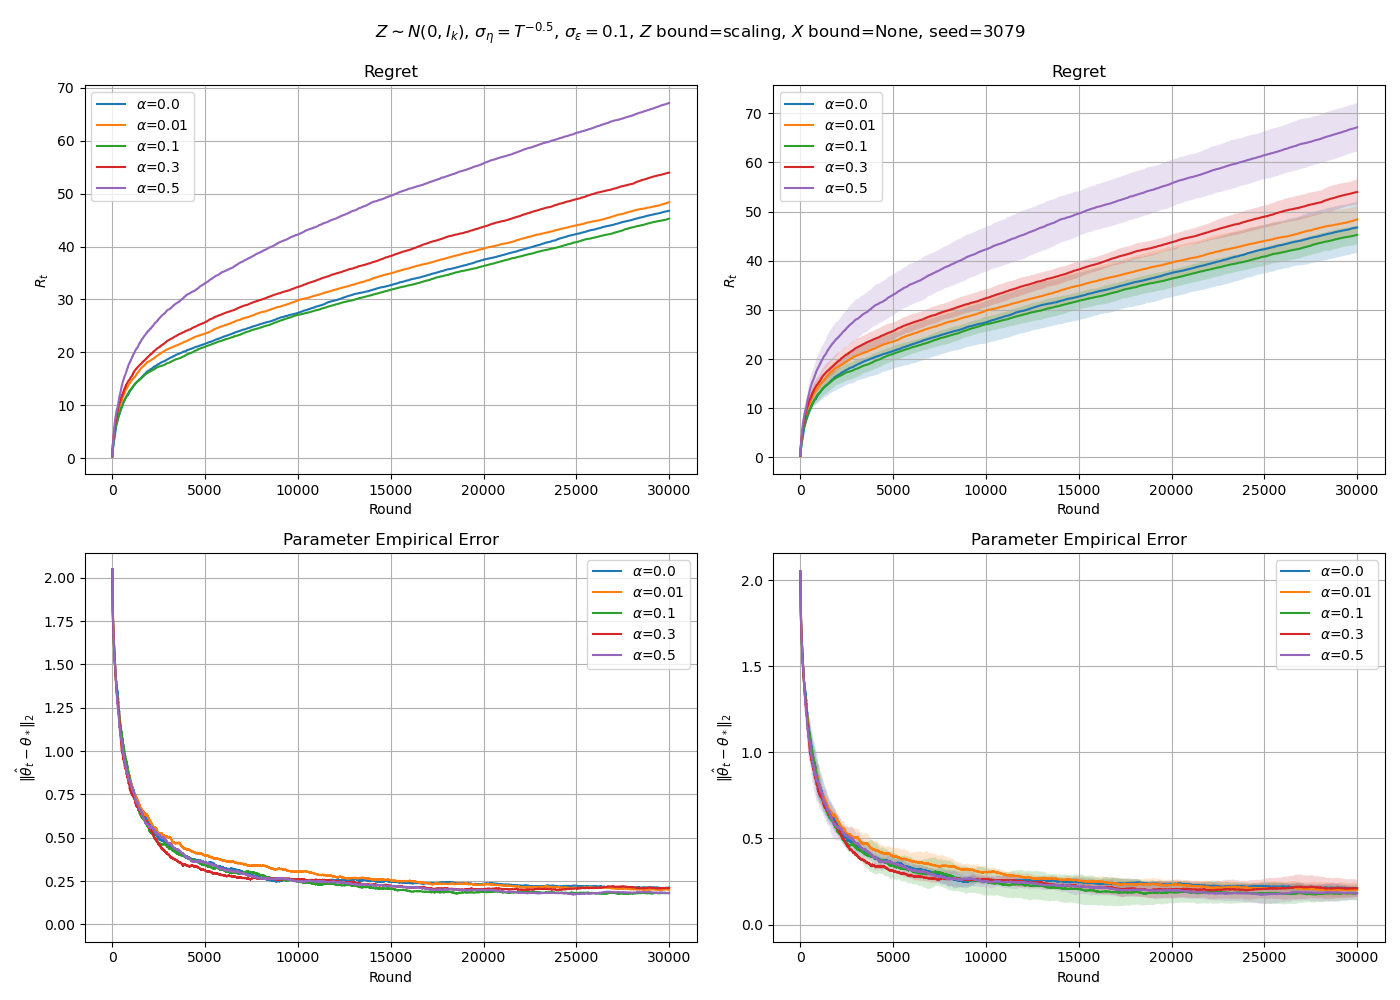 Z ∼ N(0, I_k), σ_η = T^{−0.5}, σ_ε = 0.1, Z bound=scaling, X bound=None, seed=3079
Regret
70
60
50
40
30
20
10
0
R_t
α=0.0
α=0.01
α=0.1
α=0.3
α=0.5
0 5000 10000 15000 20000 25000 30000
Round
Regret
70
60
50
40
30
20
10
0
R_t
α=0.0
α=0.01
α=0.1
α=0.3
α=0.5
0 5000 10000 15000 20000 25000 30000
Round
Parameter Empirical Error
2.00
1.75
1.50
1.25
1.00
0.75
0.50
0.25
0.00
‖θ̂_t − θ_*‖_2
α=0.0
α=0.01
α=0.1
α=0.3
α=0.5
0 5000 10000 15000 20000 25000 30000
Round
Parameter Empirical Error
2.0
1.5
1.0
0.5
0.0
‖θ̂_t − θ_*‖_2
α=0.0
α=0.01
α=0.1
α=0.3
α=0.5
0 5000 10000 15000 20000 25000 30000
Round